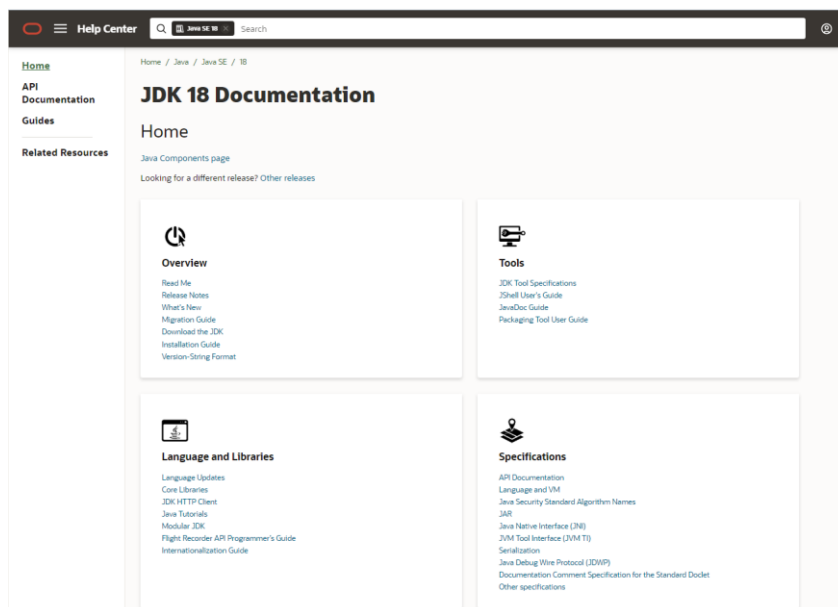 Help Center
Java SE 18
Search
Home
API
Documentation
Guides
Related Resources
Home / Java / Java SE / 18
JDK 18 Documentation
Home
Java Components page
Looking for a different release? Other releases
Overview
Read Me
Release Notes
What's New
Migration Guide
Download the JDK
Installation Guide
Version-String Format
Tools
JDK Tool Specifications
JShell User's Guide
JavaDoc Guide
Packaging Tool User Guide
Language and Libraries
Language Updates
Core Libraries
JDK HTTP Client
Java Tutorials
Modular JDK
Flight Recorder API Programmer's Guide
Internationalization Guide
Specifications
API Documentation
Language and VM
Java Security Standard Algorithm Names
JAR
Java Native Interface (JNI)
JVM Tool Interface (JVM TI)
Serialization
Java Debug Wire Protocol (JDWP)
Documentation Comment Specification for the Standard Doclet
Other specifications